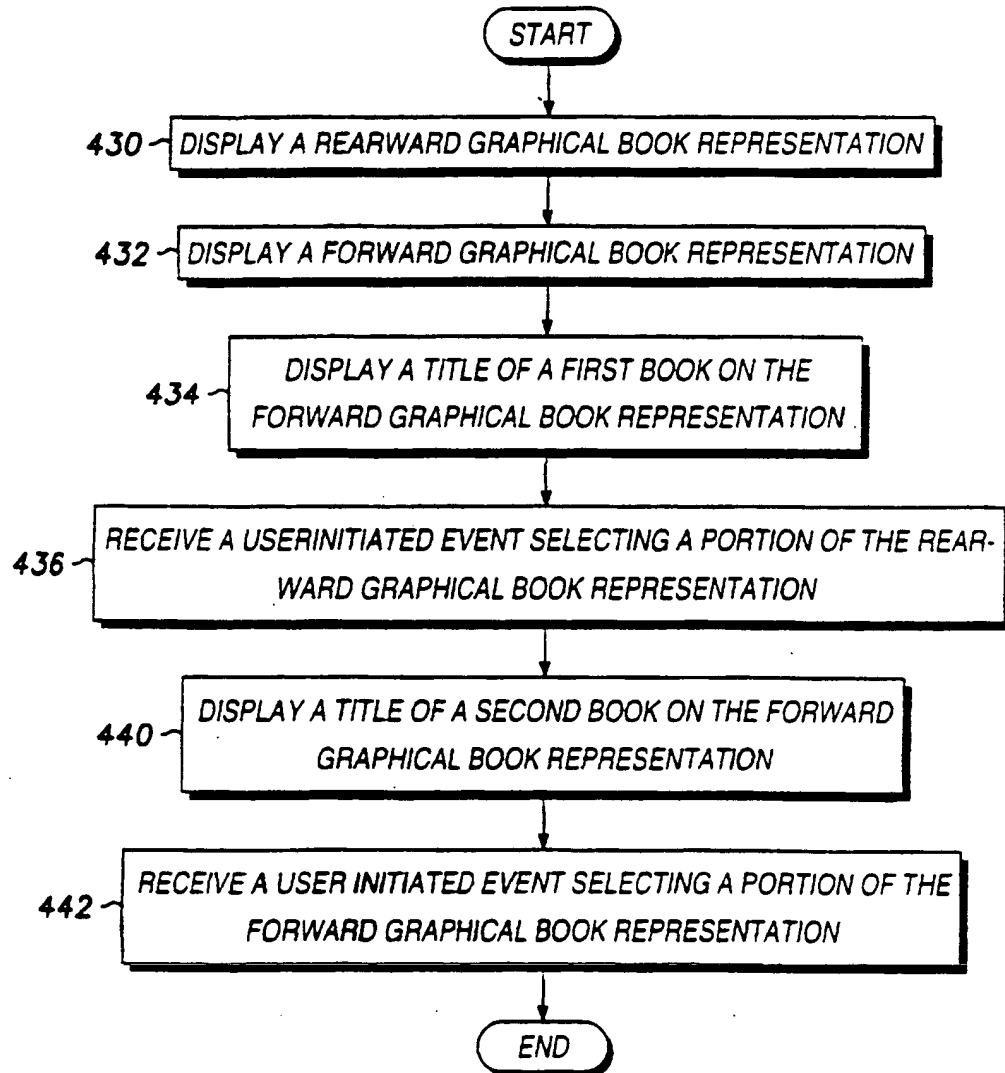 START
430 DISPLAY A REARWARD GRAPHICAL BOOK REPRESENTATION
432 DISPLAY A FORWARD GRAPHICAL BOOK REPRESENTATION
434 DISPLAY A TITLE OF A FIRST BOOK ON THE
FORWARD GRAPHICAL BOOK REPRESENTATION
436 RECEIVE A USERINITIATED EVENT SELECTING A PORTION OF THE REAR-
WARD GRAPHICAL BOOK REPRESENTATION
440 DISPLAY A TITLE OF A SECOND BOOK ON THE FORWARD
GRAPHICAL BOOK REPRESENTATION
442 RECEIVE A USER INITIATED EVENT SELECTING A PORTION OF THE
FORWARD GRAPHICAL BOOK REPRESENTATION
END